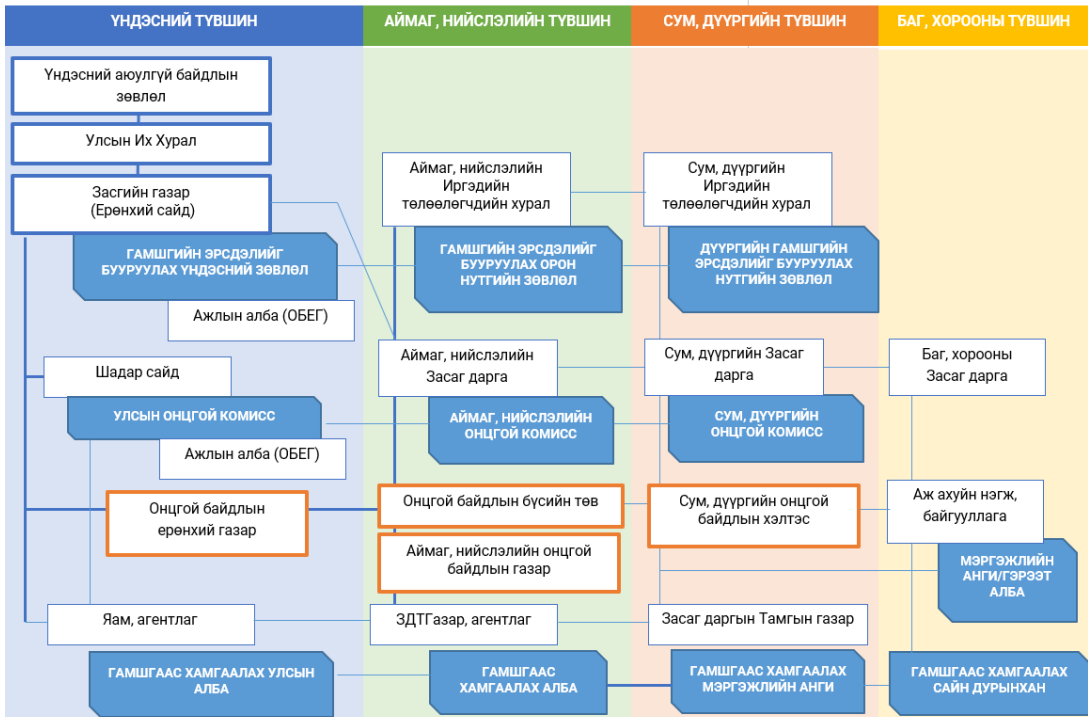 ҮНДЭСНИЙ ТҮВШИН
АЙМАГ, НИЙСЛЭЛИЙН ТҮВШИН
СУМ, ДҮҮРГИЙН ТҮВШИН
БАГ, ХОРООНЫ ТҮВШИН
Үндэсний аюулгүй байдлын
зөвлөл
Улсын Их Хурал
Засгийн газар
(Ерөнхий сайд)
Аймаг, нийслэлийн
Иргэдийн
төлөөлөгчдийн хурал
Сум, дүүргийн
Иргэдийн
төлөөлөгчдийн хурал
ГАМШГИЙН ЭРСДЭЛИЙГ
БУУРУУЛАХ ҮНДЭСНИЙ ЗӨВЛӨЛ
ГАМШГИЙН ЭРСДЭЛИЙГ
БУУРУУЛАХ ОРОН
НУТГИЙН ЗӨВЛӨЛ
ДҮҮРГИЙН ГАМШГИЙН
ЭРСДЭЛИЙГ БУУРУУЛАХ
НУТГИЙН ЗӨВЛӨЛ
Ажлын алба (ОБЕГ)
Шадар сайд
Аймаг, нийслэлийн
Засаг дарга
Сум, дүүргийн Засаг
дарга
Баг, хорооны
Засаг дарга
УЛСЫН ОНЦГОЙ КОМИСС
АЙМАГ, НИЙСЛЭЛИЙН
ОНЦГОЙ КОМИСС
СУМ, ДҮҮРГИЙН
ОНЦГОЙ КОМИСС
Ажлын алба (ОБЕГ)
Онцгой байдлын
ерөнхий газар
Онцгой байдлын бүсийн төв
Сум, дүүргийн онцгой
байдлын хэлтэс
Аж ахуйн нэгж,
байгууллага
Аймаг, нийслэлийн онцгой
байдлын газар
МЭРГЭЖЛИЙН
АНГИ/ГЭРЭЭТ
АЛБА
Яам, агентлаг
ЗДТГазар, агентлаг
Засаг даргын Тамгын газар
ГАМШГААС ХАМГААЛАХ УЛСЫН
АЛБА
ГАМШГААС
ХАМГААЛАХ АЛБА
ГАМШГААС ХАМГААЛАХ
МЭРГЭЖЛИЙН АНГИ
ГАМШГААС ХАМГААЛАХ
САЙН ДУРЫНХАН